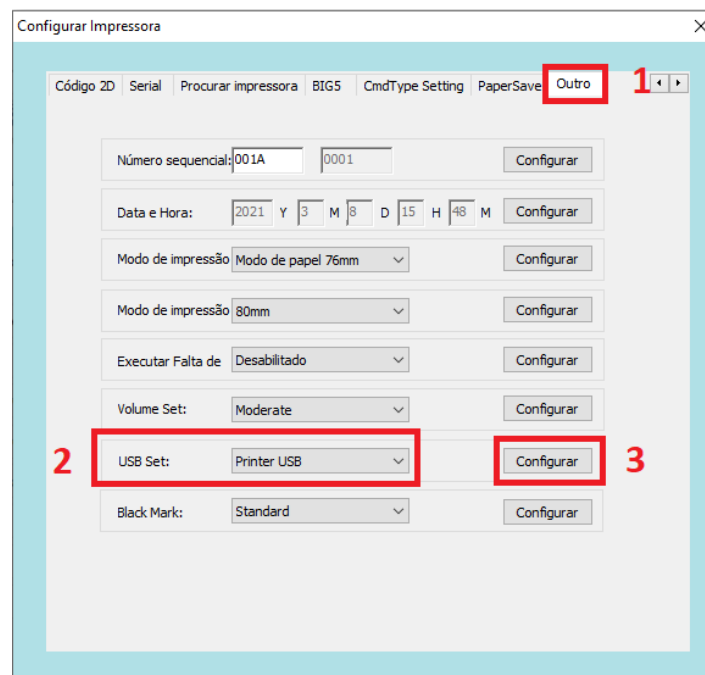 Configurar Impressora
Código 2D Serial Procurar impressora BIG5 CmdType Setting PaperSave Outro 1
Número sequencial: 001A 0001 Configurar
Data e Hora: 2021 Y 3 M 8 D 15 H 48 M Configurar
Modo de impressão Modo de papel 76mm Configurar
Modo de impressão 80mm Configurar
Executar Falta de Desabilitado Configurar
Volume Set: Moderate Configurar
2 USB Set: Printer USB Configurar 3
Black Mark: Standard Configurar